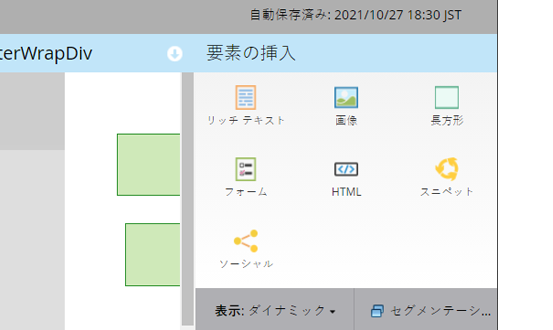 自動保存済み: 2021/10/27 18:30 JST
terWrapDiv
要素の挿入
リッチ テキスト
画像
長方形
フォーム
HTML
スニペット
ソーシャル
表示: ダイナミック
セグメンテーシ...